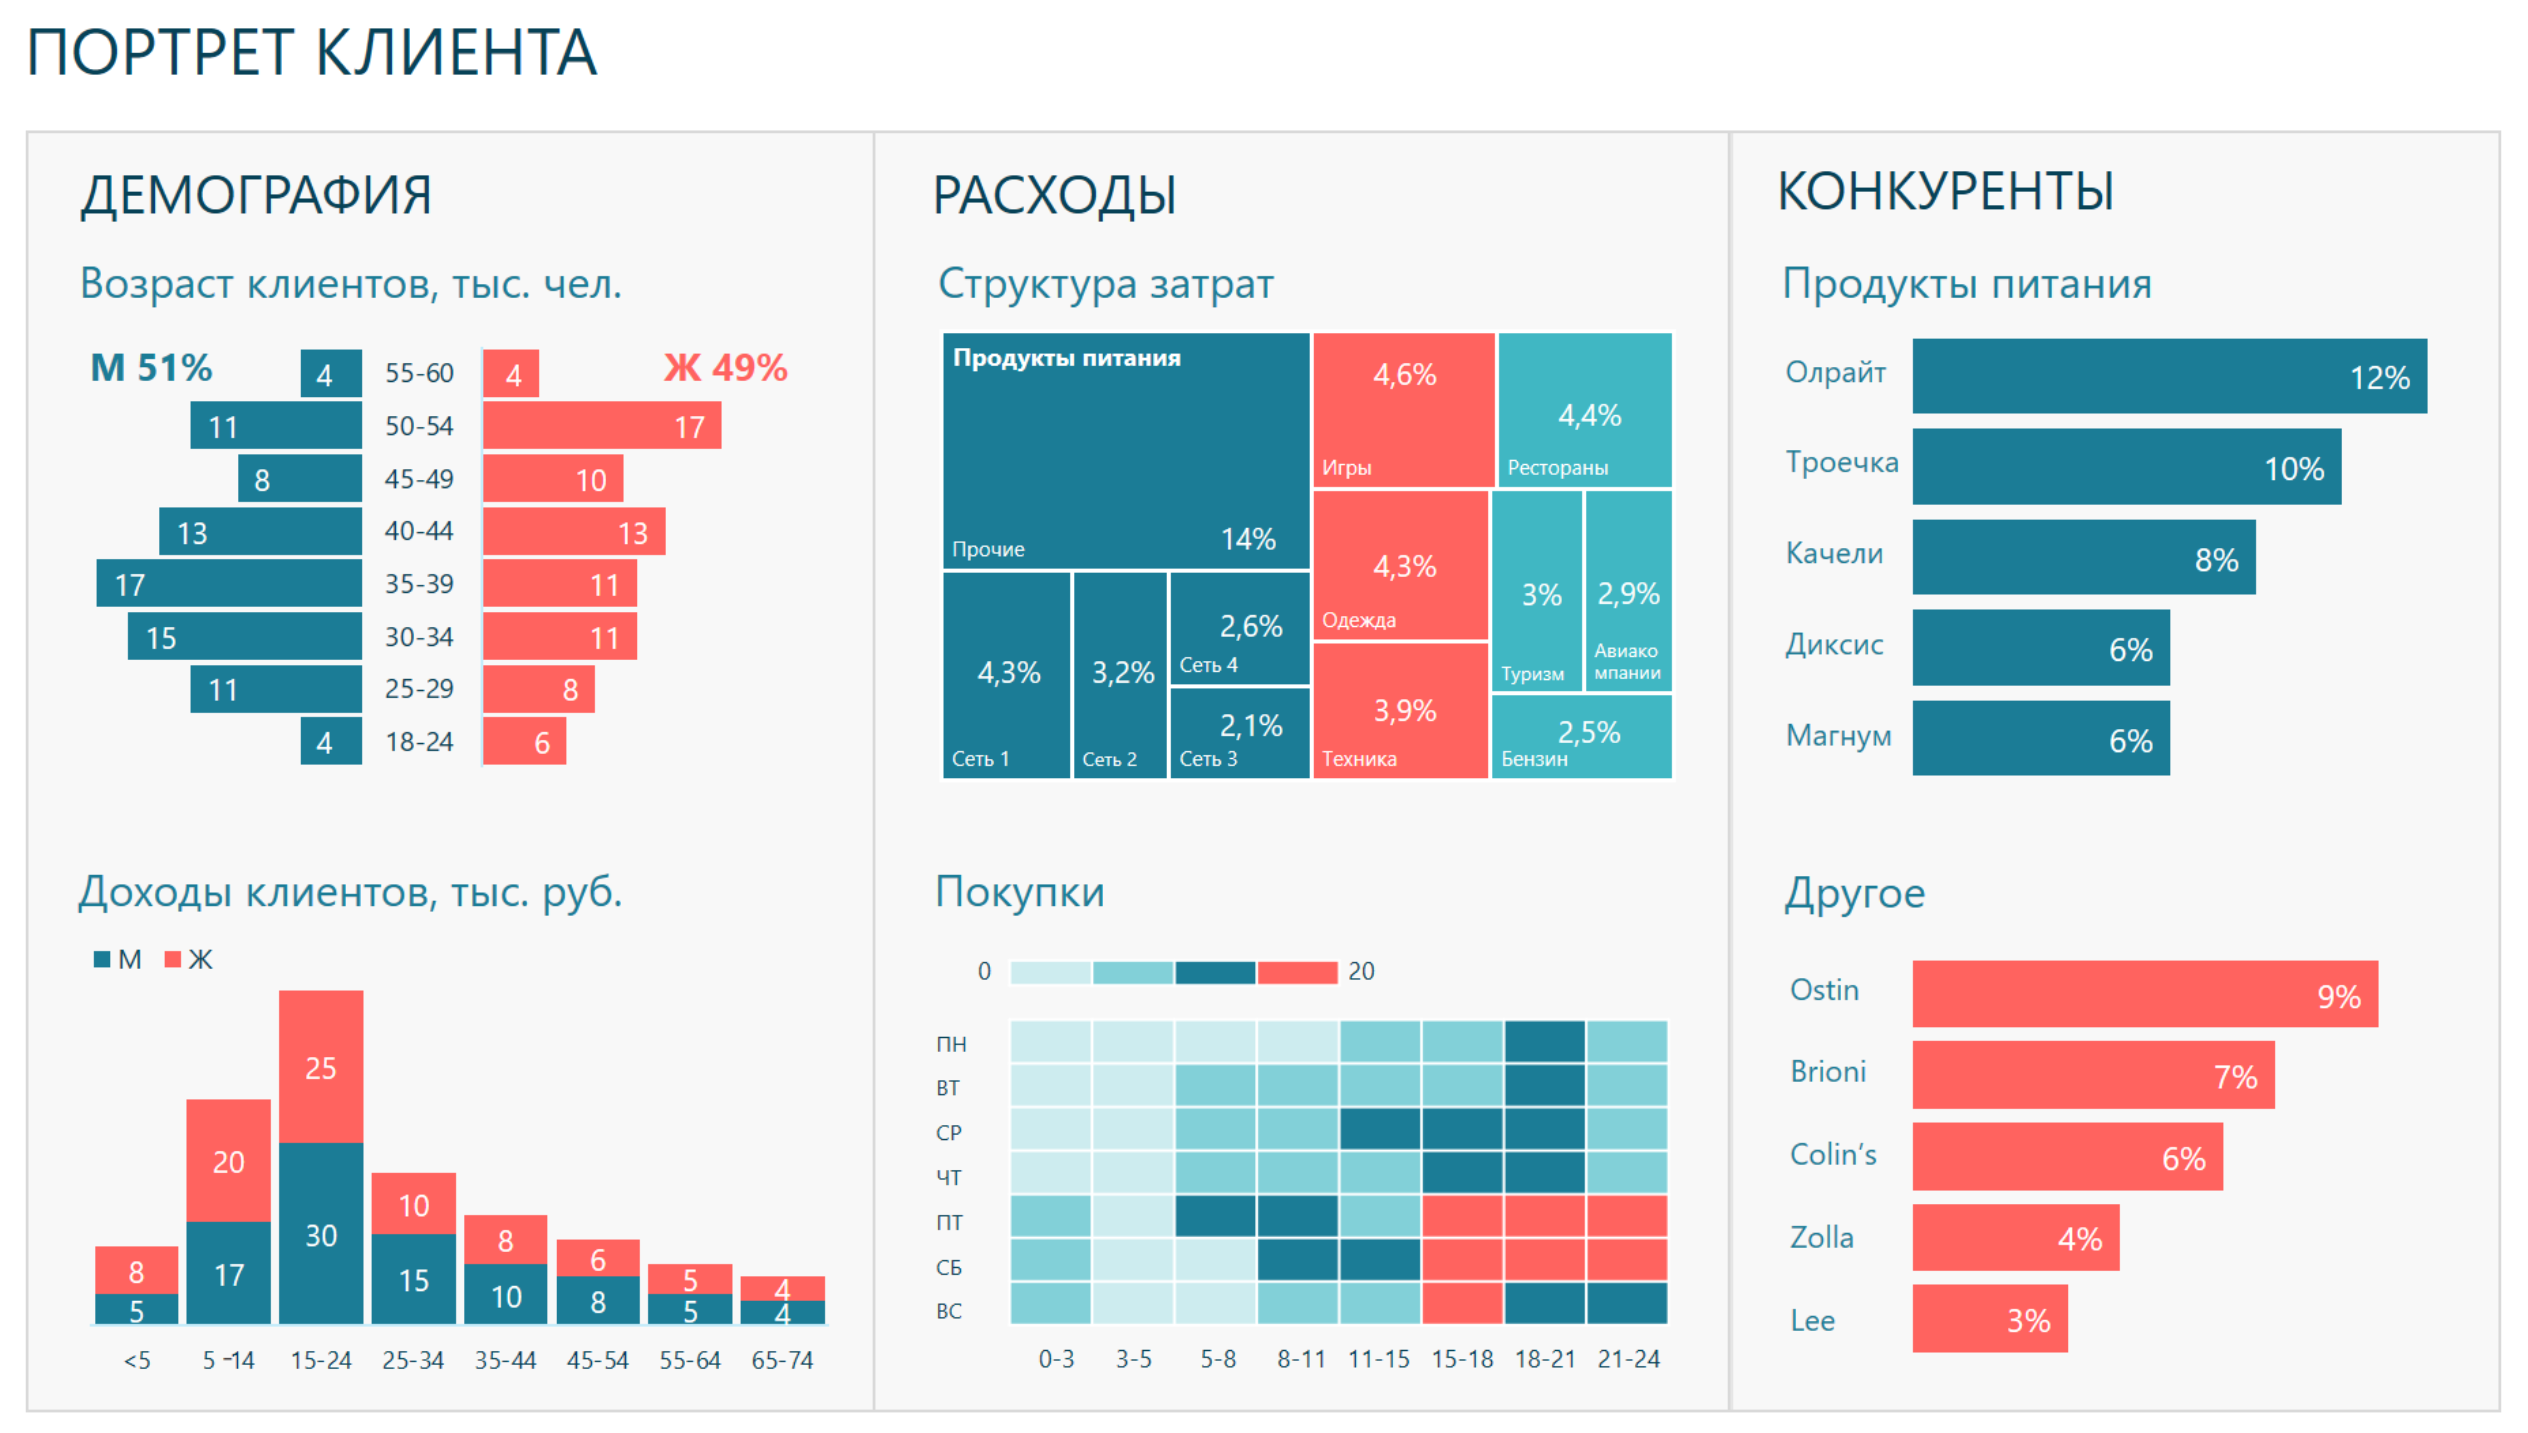 ПОРТРЕТ КЛИЕНТА
ДЕМОГРАФИЯ
Возраст клиентов, тыс. чел.
М 51% 4 55-60 4 Ж 49%
11 50-54 17
8 45-49 10
13 40-44 13
17 35-39 11
15 30-34 11
11 25-29 8
4 18-24 6
Доходы клиентов, тыс. руб.
М Ж
25
20
30
10
8
8
17
15
10
6
8
5
5
5
4
4
<5 5 -14 15-24 25-34 35-44 45-54 55-64 65-74
РАСХОДЫ
Структура затрат
Продукты питания
14%
Прочие
4,3%
Сеть 1
3,2%
Сеть 2
2,6%
Сеть 4
2,1%
Сеть 3
4,6%
Игры
4,4%
Рестораны
4,3%
Одежда
3,9%
Техника
3%
Туризм
2,9%
Авиако
мпании
2,5%
Бензин
Покупки
0 20
ПН
ВТ
СР
ЧТ
ПТ
СБ
ВС
0-3 3-5 5-8 8-11 11-15 15-18 18-21 21-24
КОНКУРЕНТЫ
Продукты питания
Олрайт 12%
Троечка 10%
Качели 8%
Диксис 6%
Магнум 6%
Другое
Ostin 9%
Brioni 7%
Colin’s 6%
Zolla 4%
Lee 3%